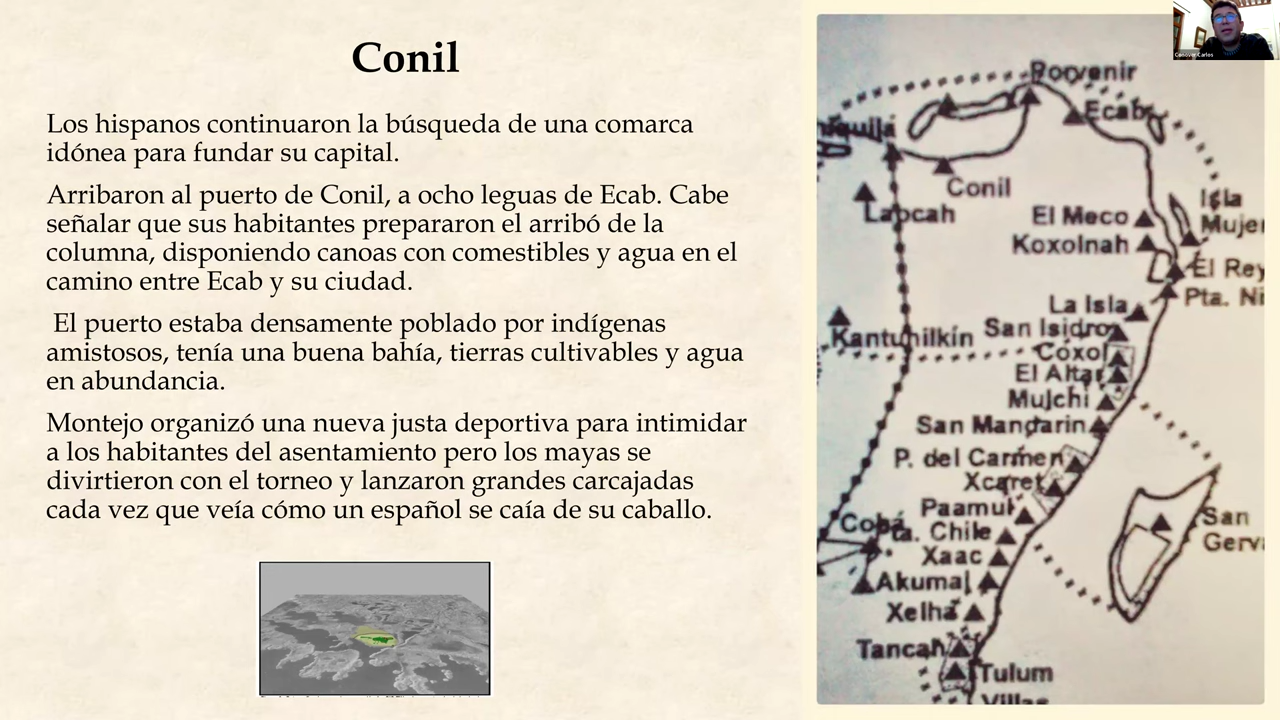 Conil
Los hispanos continuaron la búsqueda de una comarca
idónea para fundar su capital.
Arribaron al puerto de Conil, a ocho leguas de Ecab. Cabe
señalar que sus habitantes prepararon el arribó de la
columna, disponiendo canoas con comestibles y agua en el
camino entre Ecab y su ciudad.
El puerto estaba densamente poblado por indígenas
amistosos, tenía una buena bahía, tierras cultivables y agua
en abundancia.
Montejo organizó una nueva justa deportiva para intimidar
a los habitantes del asentamiento pero los mayas se
divirtieron con el torneo y lanzaron grandes carcajadas
cada vez que veía cómo un español se caía de su caballo.
Carlos
Porvenir
Ecab
Conil
Isla
Mujer
El Meco
Koxolnah
El Rey
Pta. Ni
La Isla
Kantunilkín
San Isidro
Coxol
El Altar
Mulchi
San Mandarin
P. del Carmen
Xcaret
Paamul
San
Gerv
Cobá
Pta. Chile
Xaac
Akumal
Xelha
Tancah
Tulum
Villas